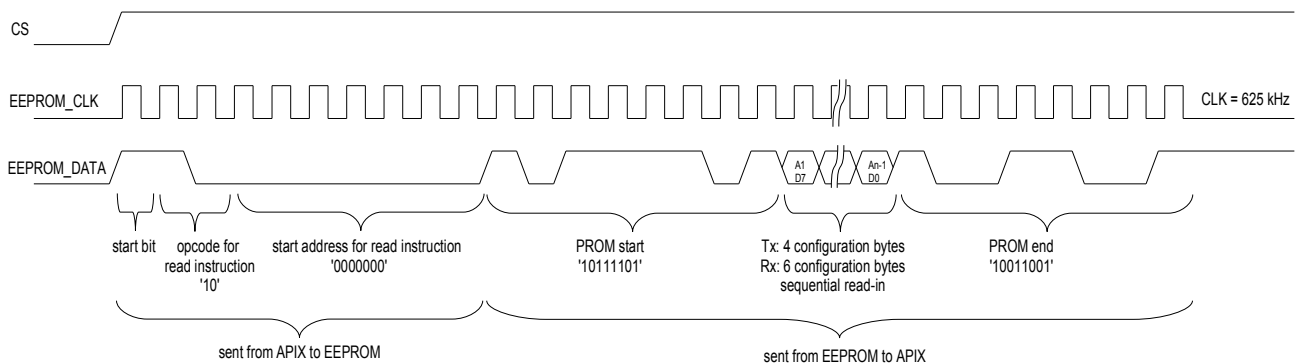 CS
EEPROM_CLK
CLK = 625 kHz
EEPROM_DATA
A1
D7
An-1
D0
start bit
opcode for
read instruction
'10'
start address for read instruction
'0000000'
PROM start
'10111101'
Tx: 4 configuration bytes
Rx: 6 configuration bytes
sequential read-in
PROM end
'10011001'
sent from APIX to EEPROM
sent from EEPROM to APIX